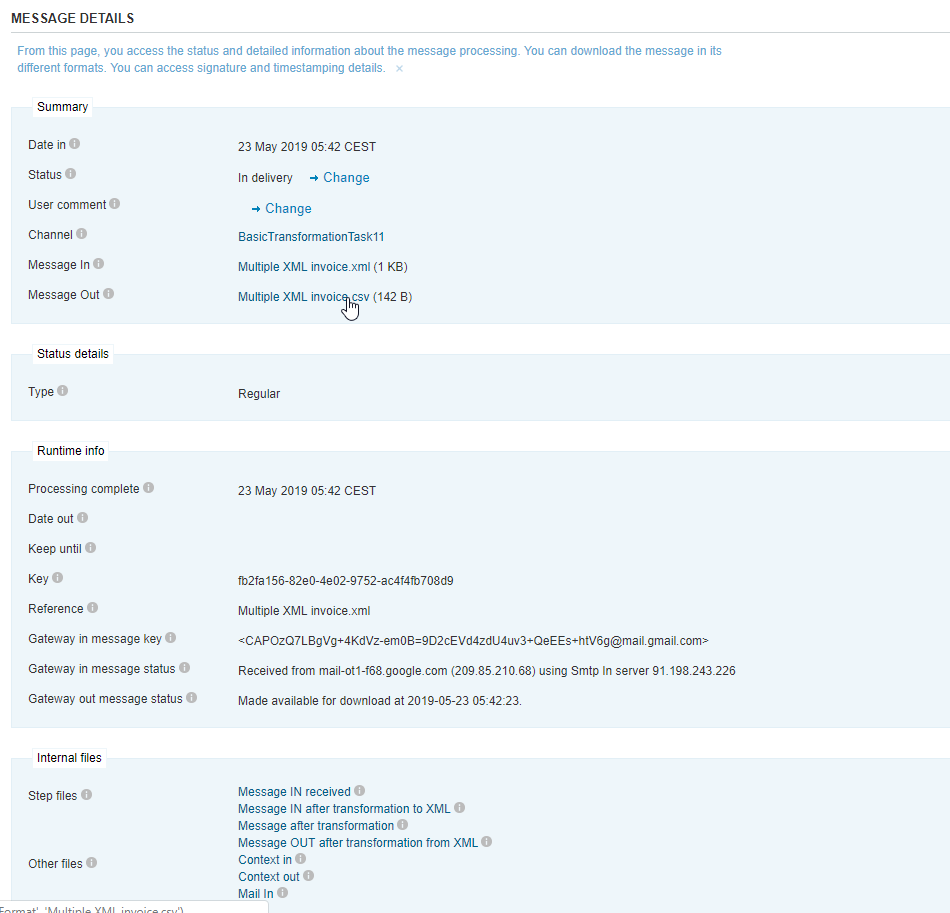 MESSAGE DETAILS
From this page, you access the status and detailed information about the message processing. You can download the message in its
different formats. You can access signature and timestamping details. ×
Summary
Date in
23 May 2019 05:42 CEST
Status
In delivery → Change
User comment
→ Change
Channel
BasicTransformationTask11
Message In
Multiple XML invoice.xml (1 KB)
Message Out
Multiple XML invoice.csv (142 B)
Status details
Type
Regular
Runtime info
Processing complete
23 May 2019 05:42 CEST
Date out
Keep until
Key
fb2fa156-82e0-4e02-9752-ac4f4fb708d9
Reference
Multiple XML invoice.xml
Gateway in message key
<CAPOzQ7LBgVg+4KdVz-em0B=9D2cEVd4zdU4uv3+QeEEs+htV6g@mail.gmail.com>
Gateway in message status
Received from mail-ot1-f68.google.com (209.85.210.68) using Smtp In server 91.198.243.226
Gateway out message status
Made available for download at 2019-05-23 05:42:23.
Internal files
Step files
Message IN received
Message IN after transformation to XML
Message after transformation
Message OUT after transformation from XML
Other files
Context in
Context out
Mail In
Format', 'Multiple XML invoice.csv')